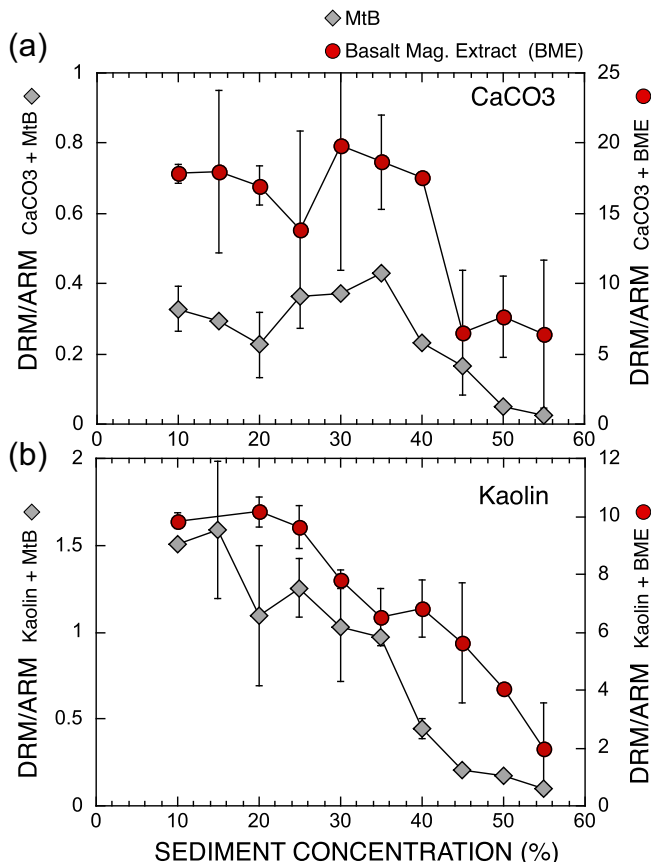 MtB
Basalt Mag. Extract (BME)
(a)
CaCO3
DRM/ARM CaCO3 + MtB
DRM/ARM CaCO3 + BME
1
0.8
0.6
0.4
0.2
0
25
20
15
10
5
0
0 10 20 30 40 50 60
(b)
Kaolin
DRM/ARM Kaolin + MtB
DRM/ARM Kaolin + BME
2
1.5
1
0.5
0
12
10
8
6
4
2
0
0 10 20 30 40 50 60
SEDIMENT CONCENTRATION (%)